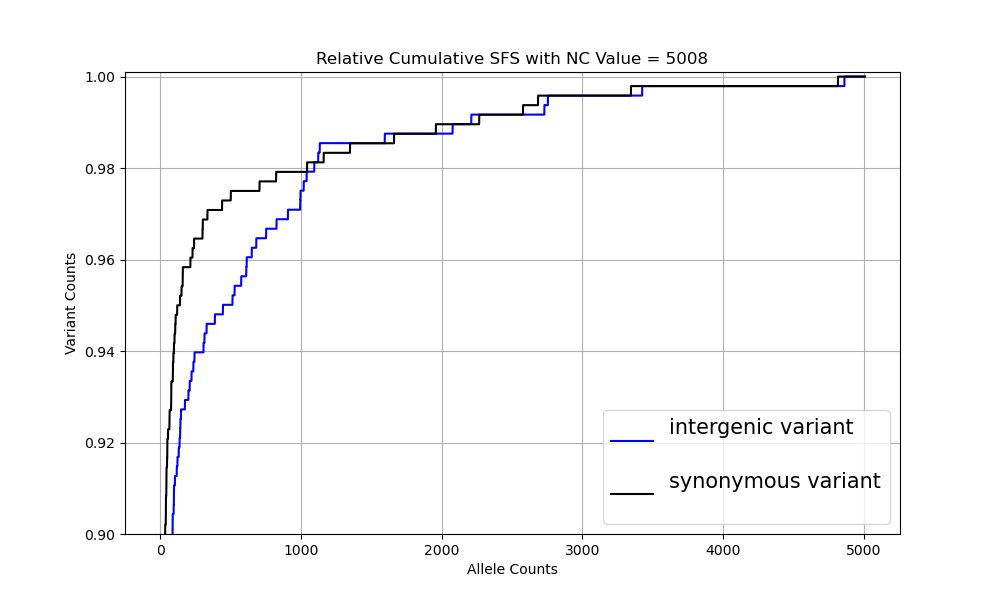 Relative Cumulative SFS with NC Value = 5008
1.00
0.98
0.96
0.94
0.92
0.90
Variant Counts
intergenic variant
synonymous variant
0
1000
2000
3000
4000
5000
Allele Counts